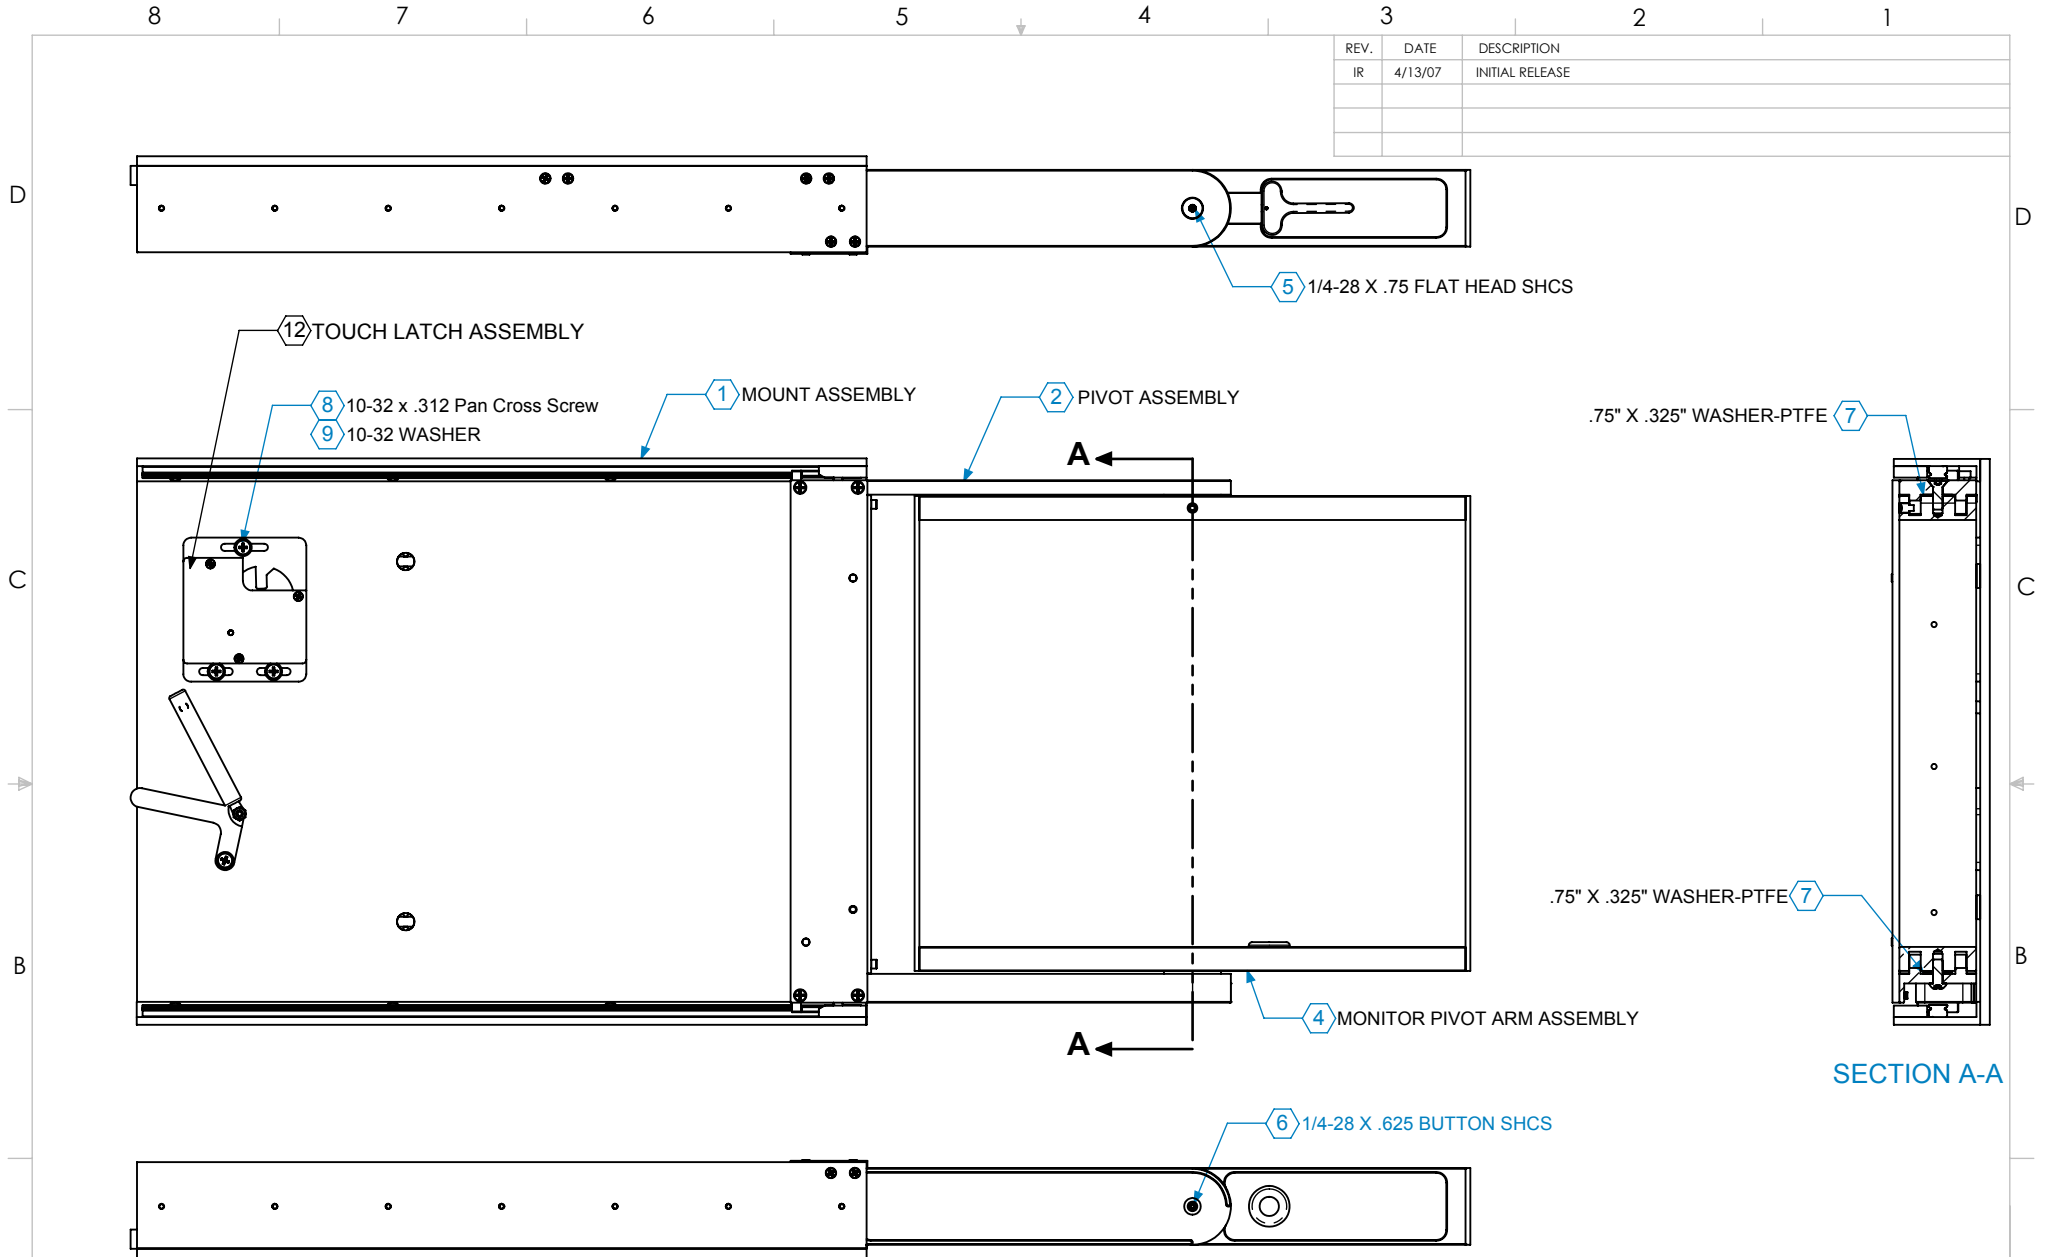 8 7 6 5 4 3 2 1
REV. DATE DESCRIPTION
IR 4/13/07 INITIAL RELEASE
D D
5 1/4-28 X .75 FLAT HEAD SHCS
12 TOUCH LATCH ASSEMBLY
8 10-32 x .312 Pan Cross Screw
9 10-32 WASHER
1 MOUNT ASSEMBLY
2 PIVOT ASSEMBLY
.75" X .325" WASHER-PTFE 7
A
C C
.75" X .325" WASHER-PTFE 7
B B
4 MONITOR PIVOT ARM ASSEMBLY
A
SECTION A-A
6 1/4-28 X .625 BUTTON SHCS